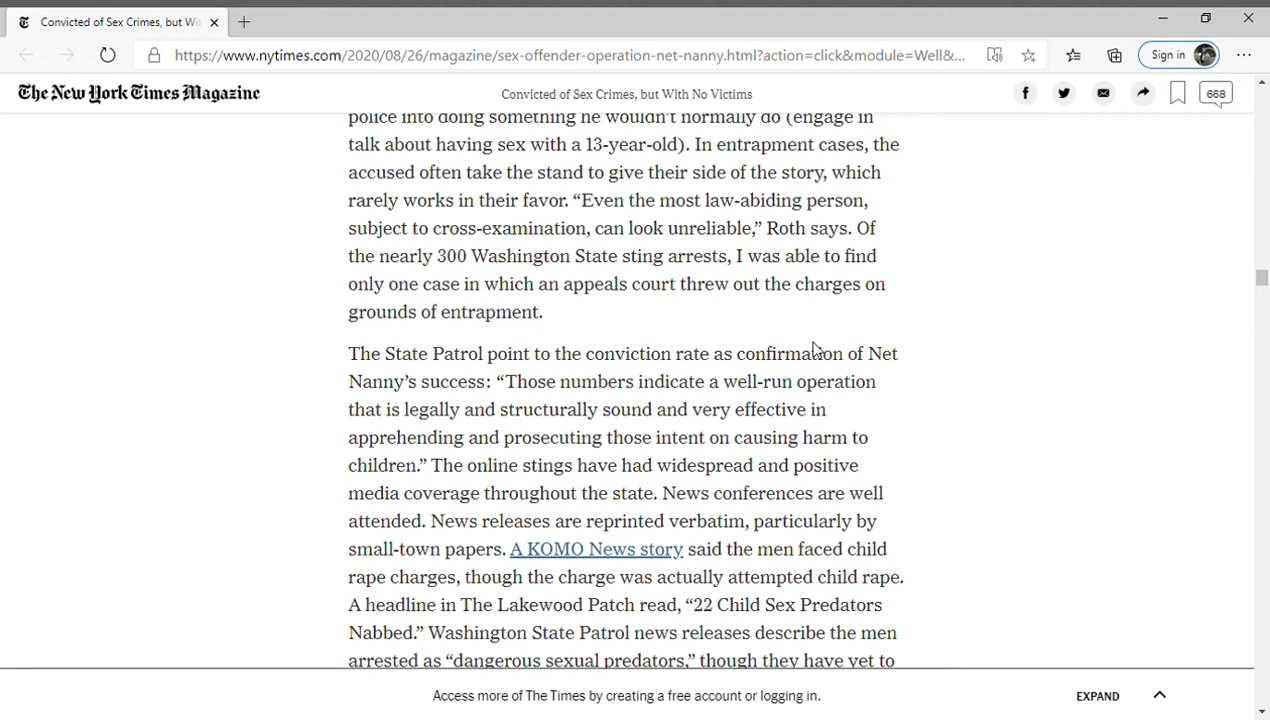 Convicted of Sex Crimes, but Wit
https://www.nytimes.com/2020/08/26/magazine/sex-offender-operation-net-nanny.html?action=click&module=Well&...
Sign in
The New York Times Magazine
Convicted of Sex Crimes, but With No Victims
668
police into doing something he wouldn’t normally do (engage in
talk about having sex with a 13-year-old). In entrapment cases, the
accused often take the stand to give their side of the story, which
rarely works in their favor. “Even the most law-abiding person,
subject to cross-examination, can look unreliable,” Roth says. Of
the nearly 300 Washington State sting arrests, I was able to find
only one case in which an appeals court threw out the charges on
grounds of entrapment.
The State Patrol point to the conviction rate as confirmation of Net
Nanny’s success: “Those numbers indicate a well-run operation
that is legally and structurally sound and very effective in
apprehending and prosecuting those intent on causing harm to
children.” The online stings have had widespread and positive
media coverage throughout the state. News conferences are well
attended. News releases are reprinted verbatim, particularly by
small-town papers. A KOMO News story said the men faced child
rape charges, though the charge was actually attempted child rape.
A headline in The Lakewood Patch read, “22 Child Sex Predators
Nabbed.” Washington State Patrol news releases describe the men
arrested as “dangerous sexual predators,” though they have yet to
Access more of The Times by creating a free account or logging in.
EXPAND